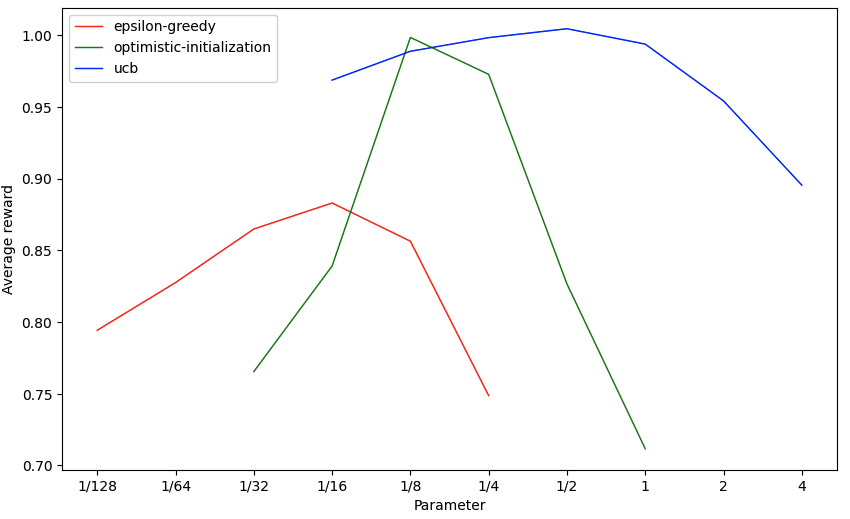 epsilon-greedy
optimistic-initialization
ucb
1.00
0.95
0.90
0.85
0.80
0.75
0.70
Average reward
1/128 1/64 1/32 1/16 1/8 1/4 1/2 1 2 4
Parameter